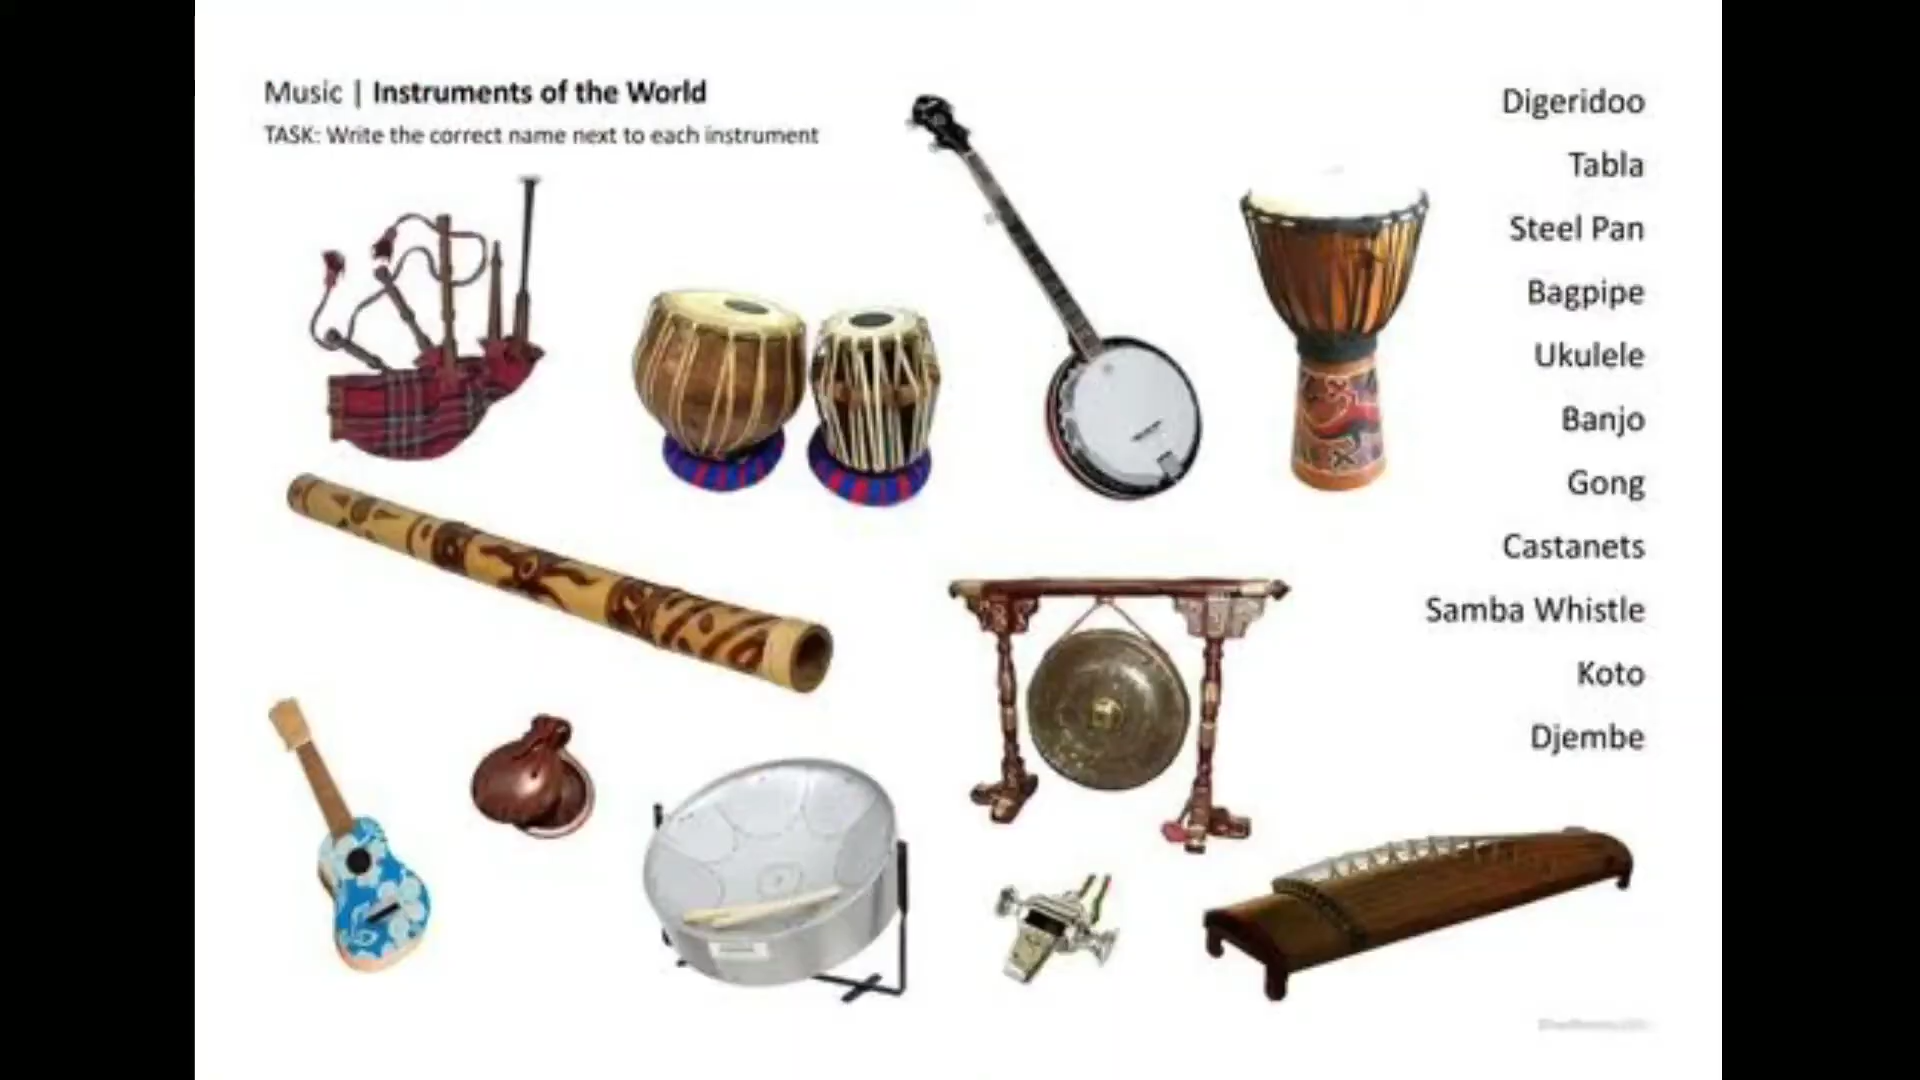 Music | Instruments of the World
TASK: Write the correct name next to each instrument
Digeridoo
Tabla
Steel Pan
Bagpipe
Ukulele
Banjo
Gong
Castanets
Samba Whistle
Koto
Djembe